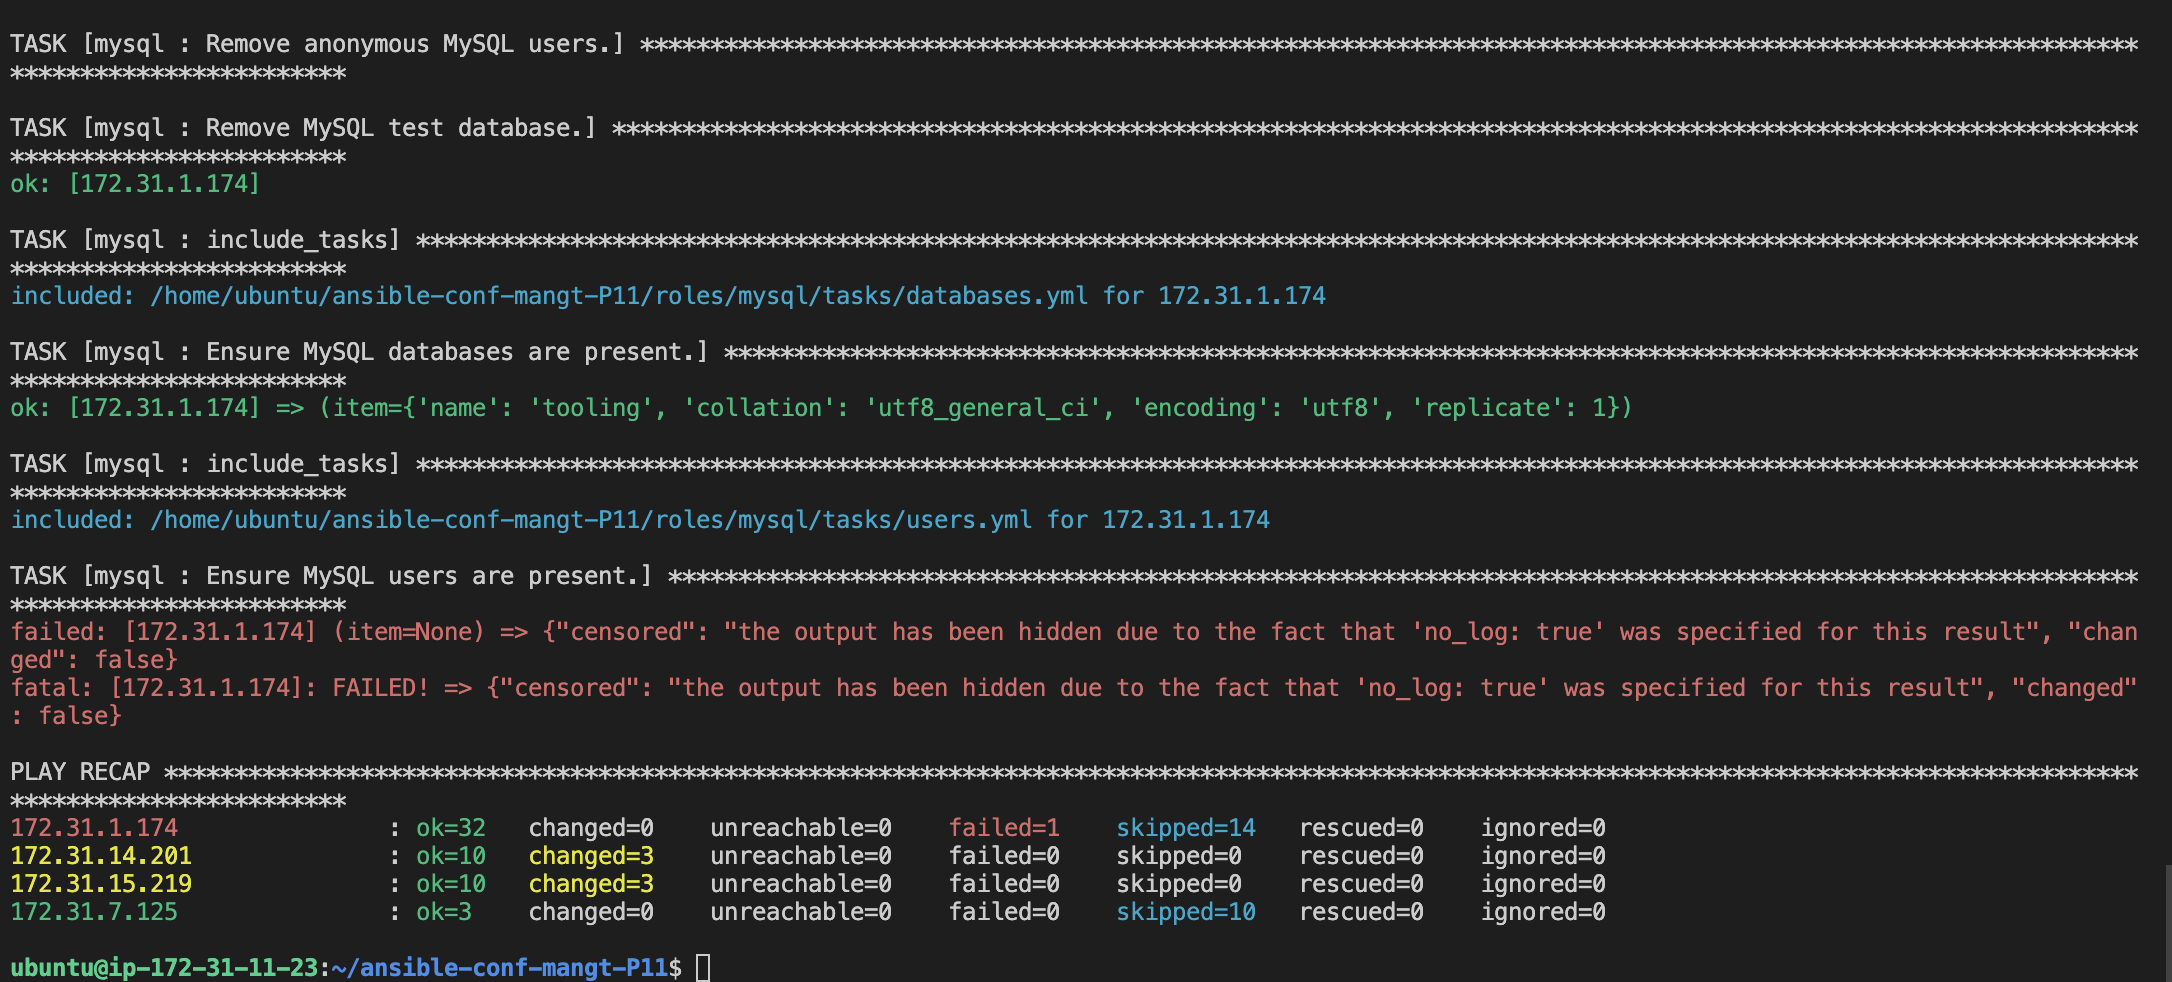 TASK [mysql : Remove anonymous MySQL users.] ***********************************************************************************************************
************************

TASK [mysql : Remove MySQL test database.] *************************************************************************************************************
************************
ok: [172.31.1.174]

TASK [mysql : include_tasks] ***************************************************************************************************************************
************************
included: /home/ubuntu/ansible-conf-mangt-P11/roles/mysql/tasks/databases.yml for 172.31.1.174

TASK [mysql : Ensure MySQL databases are present.] *****************************************************************************************************
************************
ok: [172.31.1.174] => (item={'name': 'tooling', 'collation': 'utf8_general_ci', 'encoding': 'utf8', 'replicate': 1})

TASK [mysql : include_tasks] ***************************************************************************************************************************
************************
included: /home/ubuntu/ansible-conf-mangt-P11/roles/mysql/tasks/users.yml for 172.31.1.174

TASK [mysql : Ensure MySQL users are present.] *********************************************************************************************************
************************
failed: [172.31.1.174] (item=None) => {"censored": "the output has been hidden due to the fact that 'no_log: true' was specified for this result", "chan
ged": false}
fatal: [172.31.1.174]: FAILED! => {"censored": "the output has been hidden due to the fact that 'no_log: true' was specified for this result", "changed"
: false}

PLAY RECAP *********************************************************************************************************************************************
************************
172.31.1.174               : ok=32   changed=0    unreachable=0    failed=1    skipped=14   rescued=0    ignored=0
172.31.14.201              : ok=10   changed=3    unreachable=0    failed=0    skipped=0    rescued=0    ignored=0
172.31.15.219              : ok=10   changed=3    unreachable=0    failed=0    skipped=0    rescued=0    ignored=0
172.31.7.125               : ok=3    changed=0    unreachable=0    failed=0    skipped=10   rescued=0    ignored=0

ubuntu@ip-172-31-11-23:~/ansible-conf-mangt-P11$